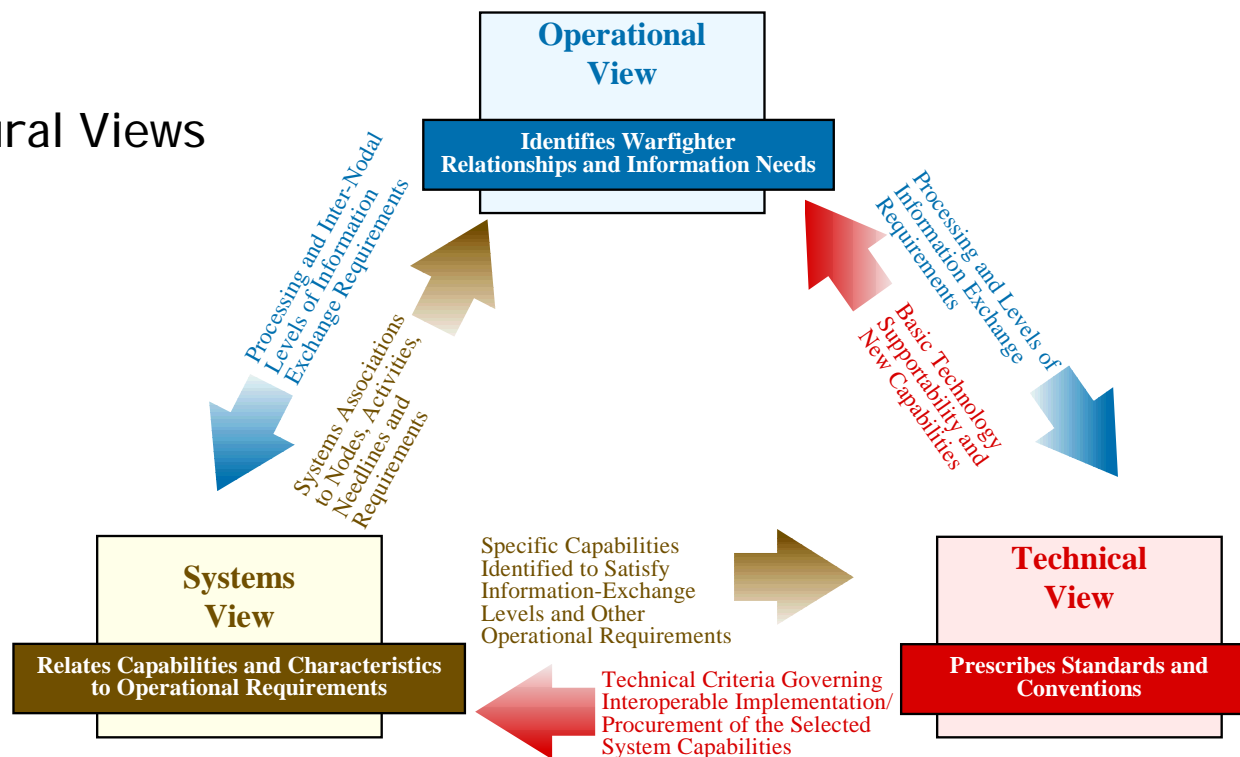 Operational
View
Identifies Warfighter
Relationships and Information Needs
Views
Processing and Inter-Nodal
Levels of Information
Exchange Requirements
Systems Associations
to Nodes, Activities,
Needlines and
Requirements
Processing and Levels of
Information Exchange
Requirements
Basic Technology
Supportability and
New Capabilities
Systems
View
Relates Capabilities and Characteristics
to Operational Requirements
Specific Capabilities
Identified to Satisfy
Information-Exchange
Levels and Other
Operational Requirements
Technical Criteria Governing
Interoperable Implementation/
Procurement of the Selected
System Capabilities
Technical
View
Prescribes Standards and
Conventions